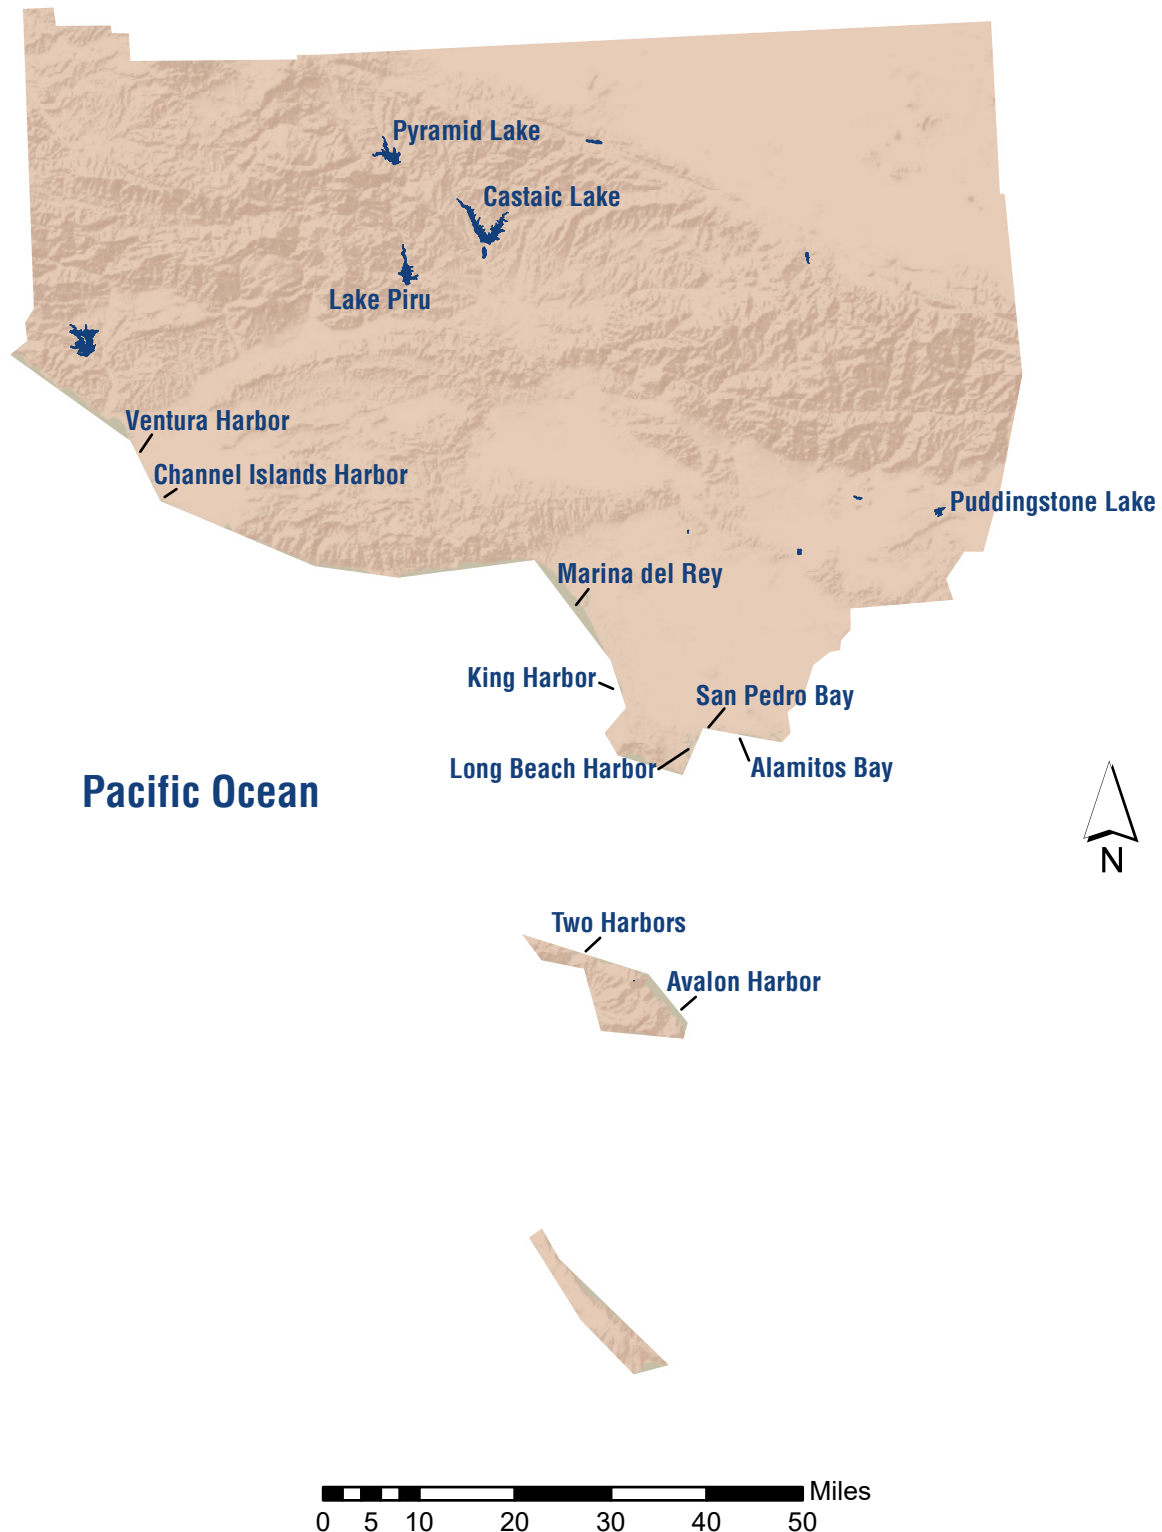 Pyramid Lake
Castaic Lake
Lake Piru
Ventura Harbor
Channel Islands Harbor
Puddingstone Lake
Marina del Rey
King Harbor
San Pedro Bay
Long Beach Harbor
Alamitos Bay
Pacific Ocean
N
Two Harbors
Avalon Harbor
Miles
0 5 10 20 30 40 50